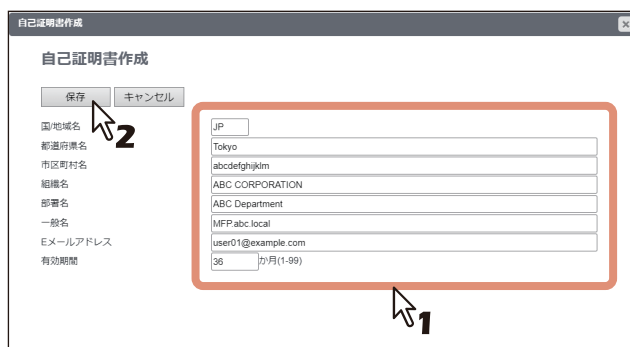 自己証明書作成
自己証明書作成
保存 キャンセル
2
国/地域名 JP
都道府県名 Tokyo
市区町村名 abcdefghijklm
組織名 ABC CORPORATION
部署名 ABC Department
一般名 MFP.abc.local
Eメールアドレス user01@example.com
有効期間 36 か月(1-99)
1